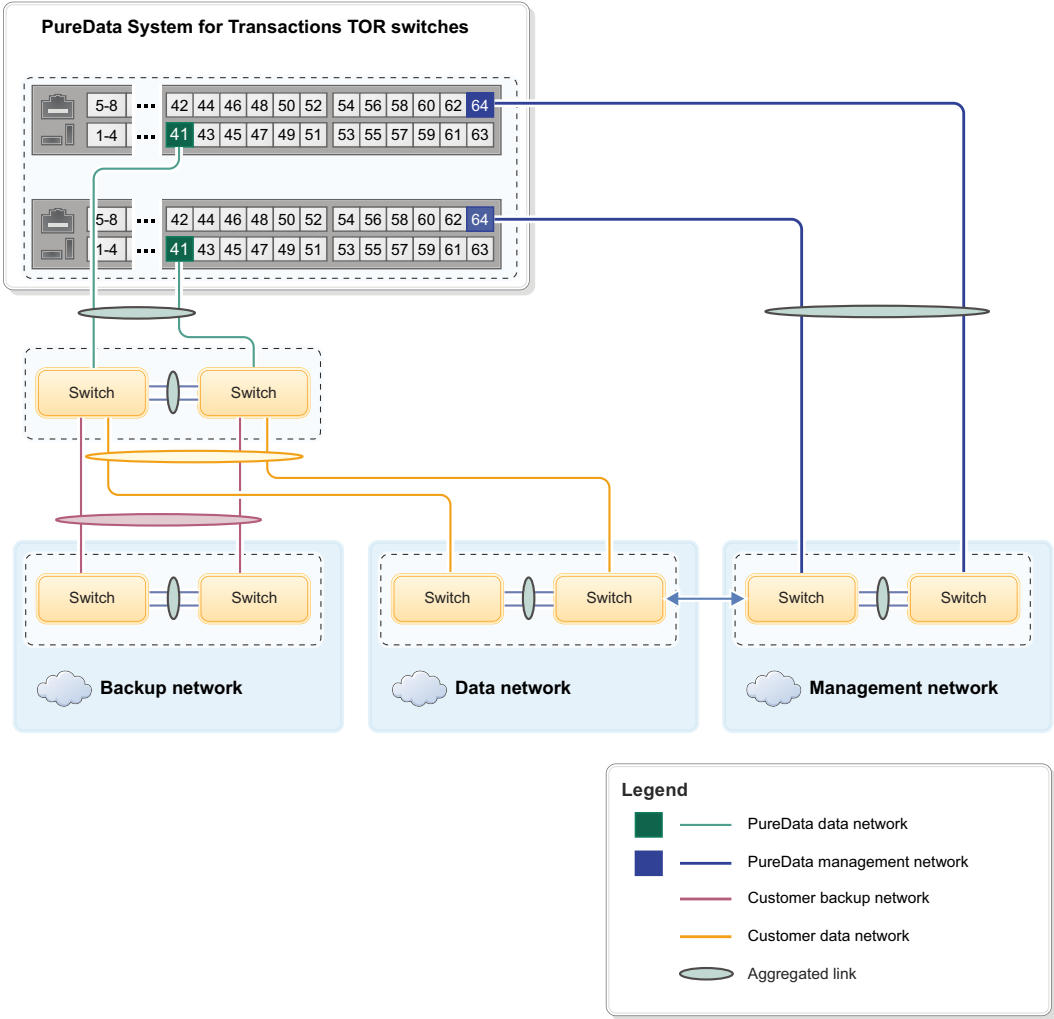 PureData System for Transactions TOR switches
5-8 ... 42 44 46 48 50 52 54 56 58 60 62 64
1-4 ... 41 43 45 47 49 51 53 55 57 59 61 63
5-8 ... 42 44 46 48 50 52 54 56 58 60 62 64
1-4 ... 41 43 45 47 49 51 53 55 57 59 61 63
Switch Switch
Switch Switch Switch Switch Switch Switch
Backup network Data network Management network
Legend
PureData data network
PureData management network
Customer backup network
Customer data network
Aggregated link